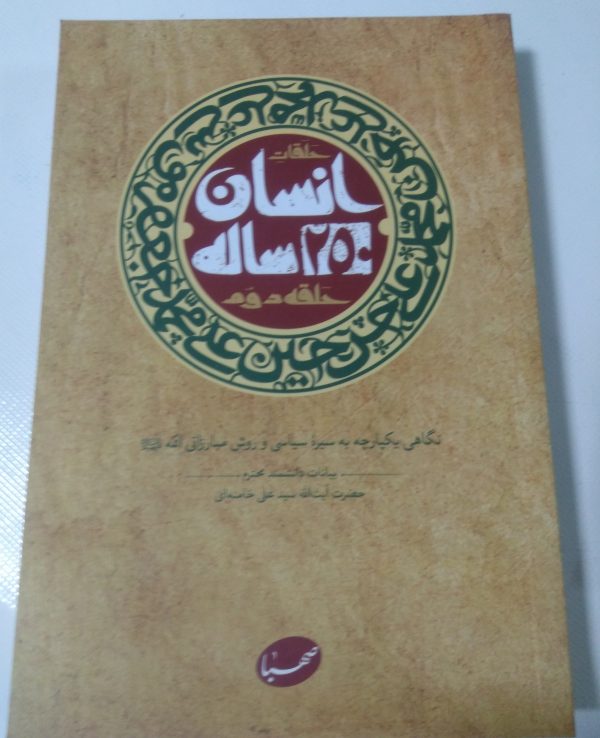 حلقات
انسان
۲۵۰ ساله
حلقه دوم
نگاهی یکپارچه به سیرهٔ سیاسی و روش مبارزاتی ائمه
بیانات دانشمند محترم
حضرت آیت‌الله سید علی خامنه‌ای
صهبا